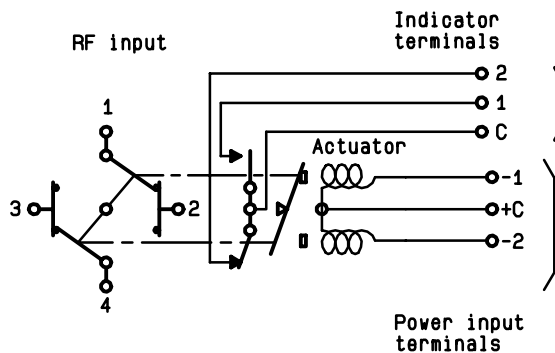 Indicator
terminals
RF input
2
1
C
1
Actuator
-1
3
2
+C
-2
4
Power input
terminals